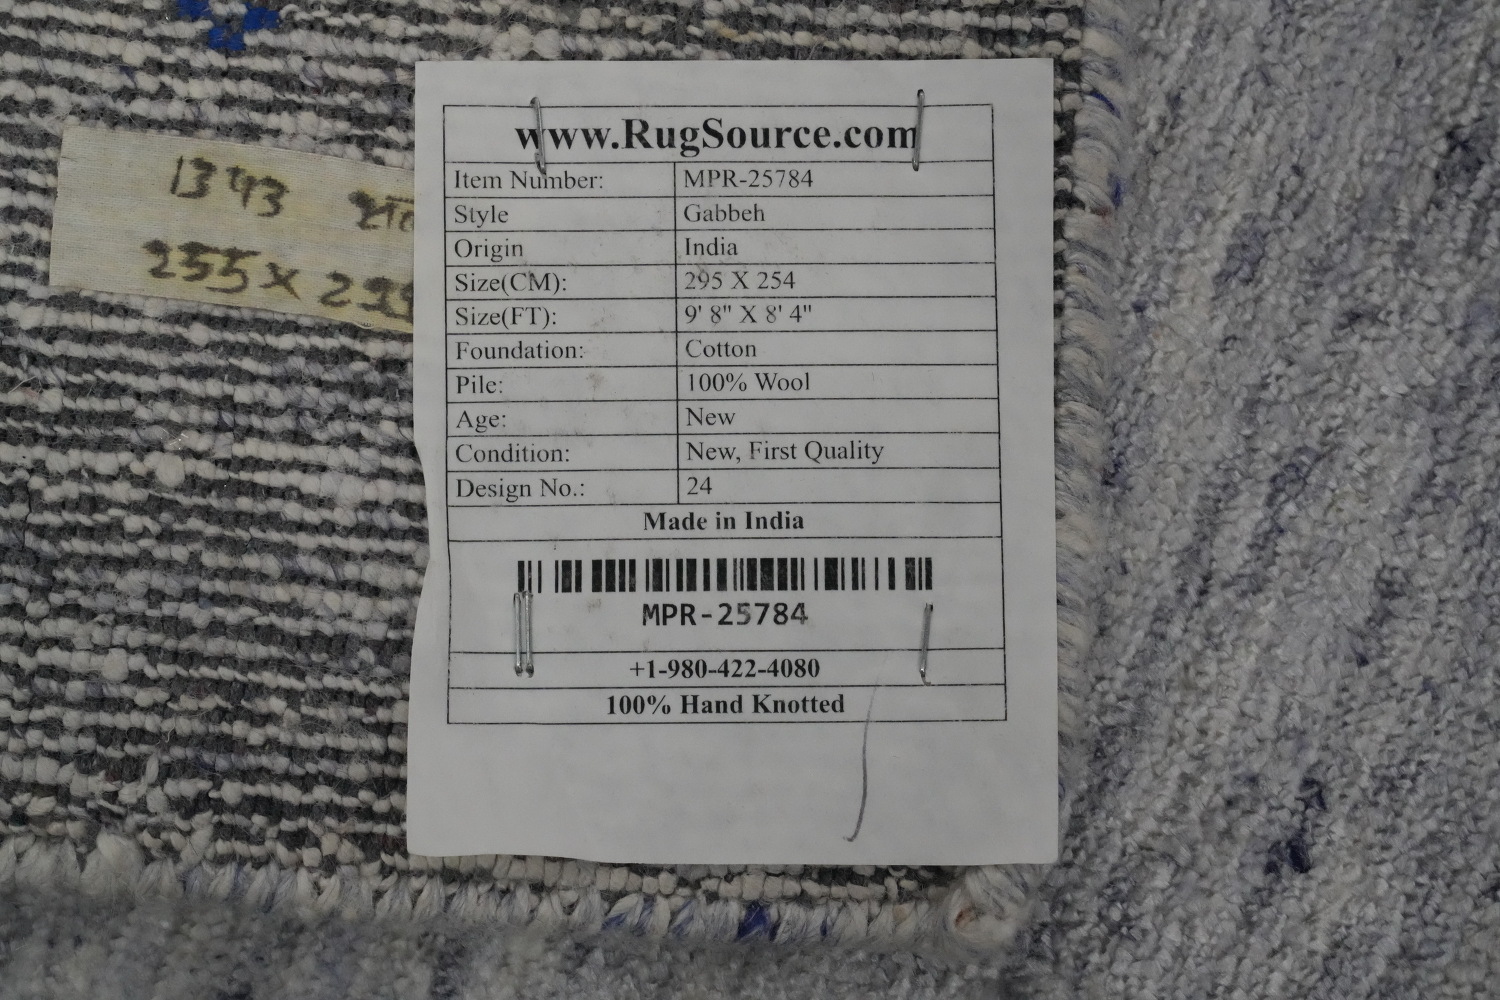 1343
255 X
www.RugSource.com
Item Number: MPR-25784
Style Gabbeh
Origin India
Size(CM): 295 X 254
Size(FT): 9' 8" X 8' 4"
Foundation: Cotton
Pile: 100% Wool
Age: New
Condition: New, First Quality
Design No.: 24
Made in India
MPR-25784
+1-980-422-4080
100% Hand Knotted